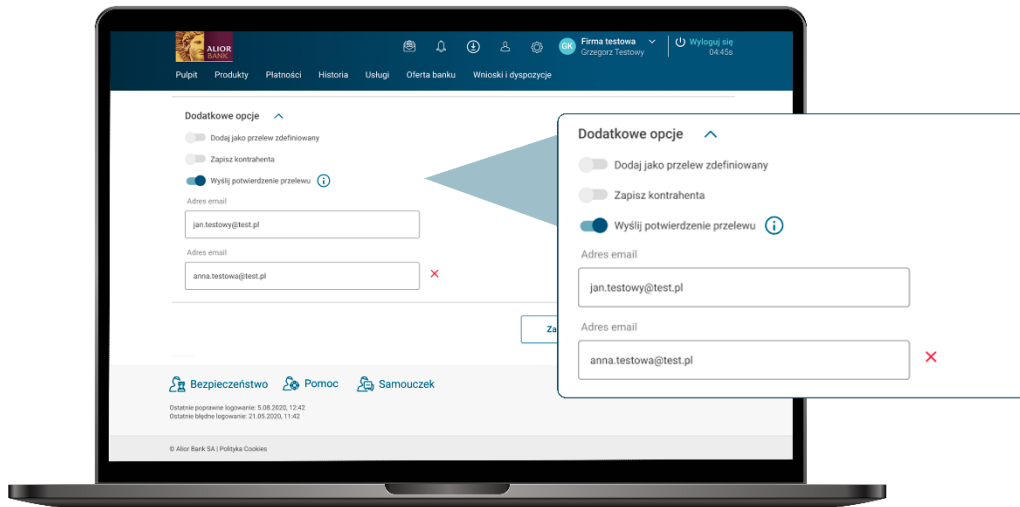 ALIOR
BANK
GK
Firma testowa
Grzegorz Testowy
Wyloguj się
04:45s
Pulpit Produkty Płatności Historia Usługi Oferta banku Wnioski i dyspozycje
Dodatkowe opcje
Dodaj jako przelew zdefiniowany
Zapisz kontrahenta
Wyślij potwierdzenie przelewu
Adres email
jan.testowy@test.pl
Adres email
anna.testowa@test.pl
Za
Bezpieczeństwo Pomoc Samouczek
Ostatnie poprawne logowanie: 5.08.2020, 12:42
Ostatnie błędne logowanie: 21.05.2020, 11:42
© Alior Bank SA | Polityka Cookies
Dodatkowe opcje
Dodaj jako przelew zdefiniowany
Zapisz kontrahenta
Wyślij potwierdzenie przelewu
Adres email
jan.testowy@test.pl
Adres email
anna.testowa@test.pl